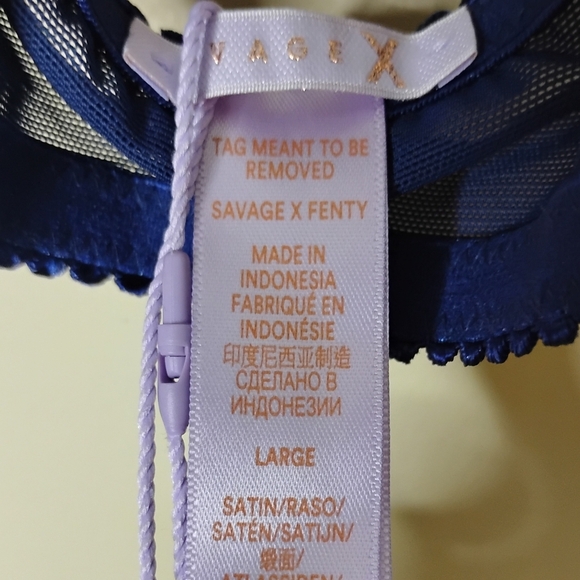 VAGE X
TAG MEANT TO BE
REMOVED
SAVAGE X FENTY
MADE IN
INDONESIA
FABRIQUÉ EN
INDONÉSIE
印度尼西亚制造
СДЕЛАНО В
ИНДОНЕЗИИ
LARGE
SATIN/RASO/
SATÉN/SATIJN/
缎面/